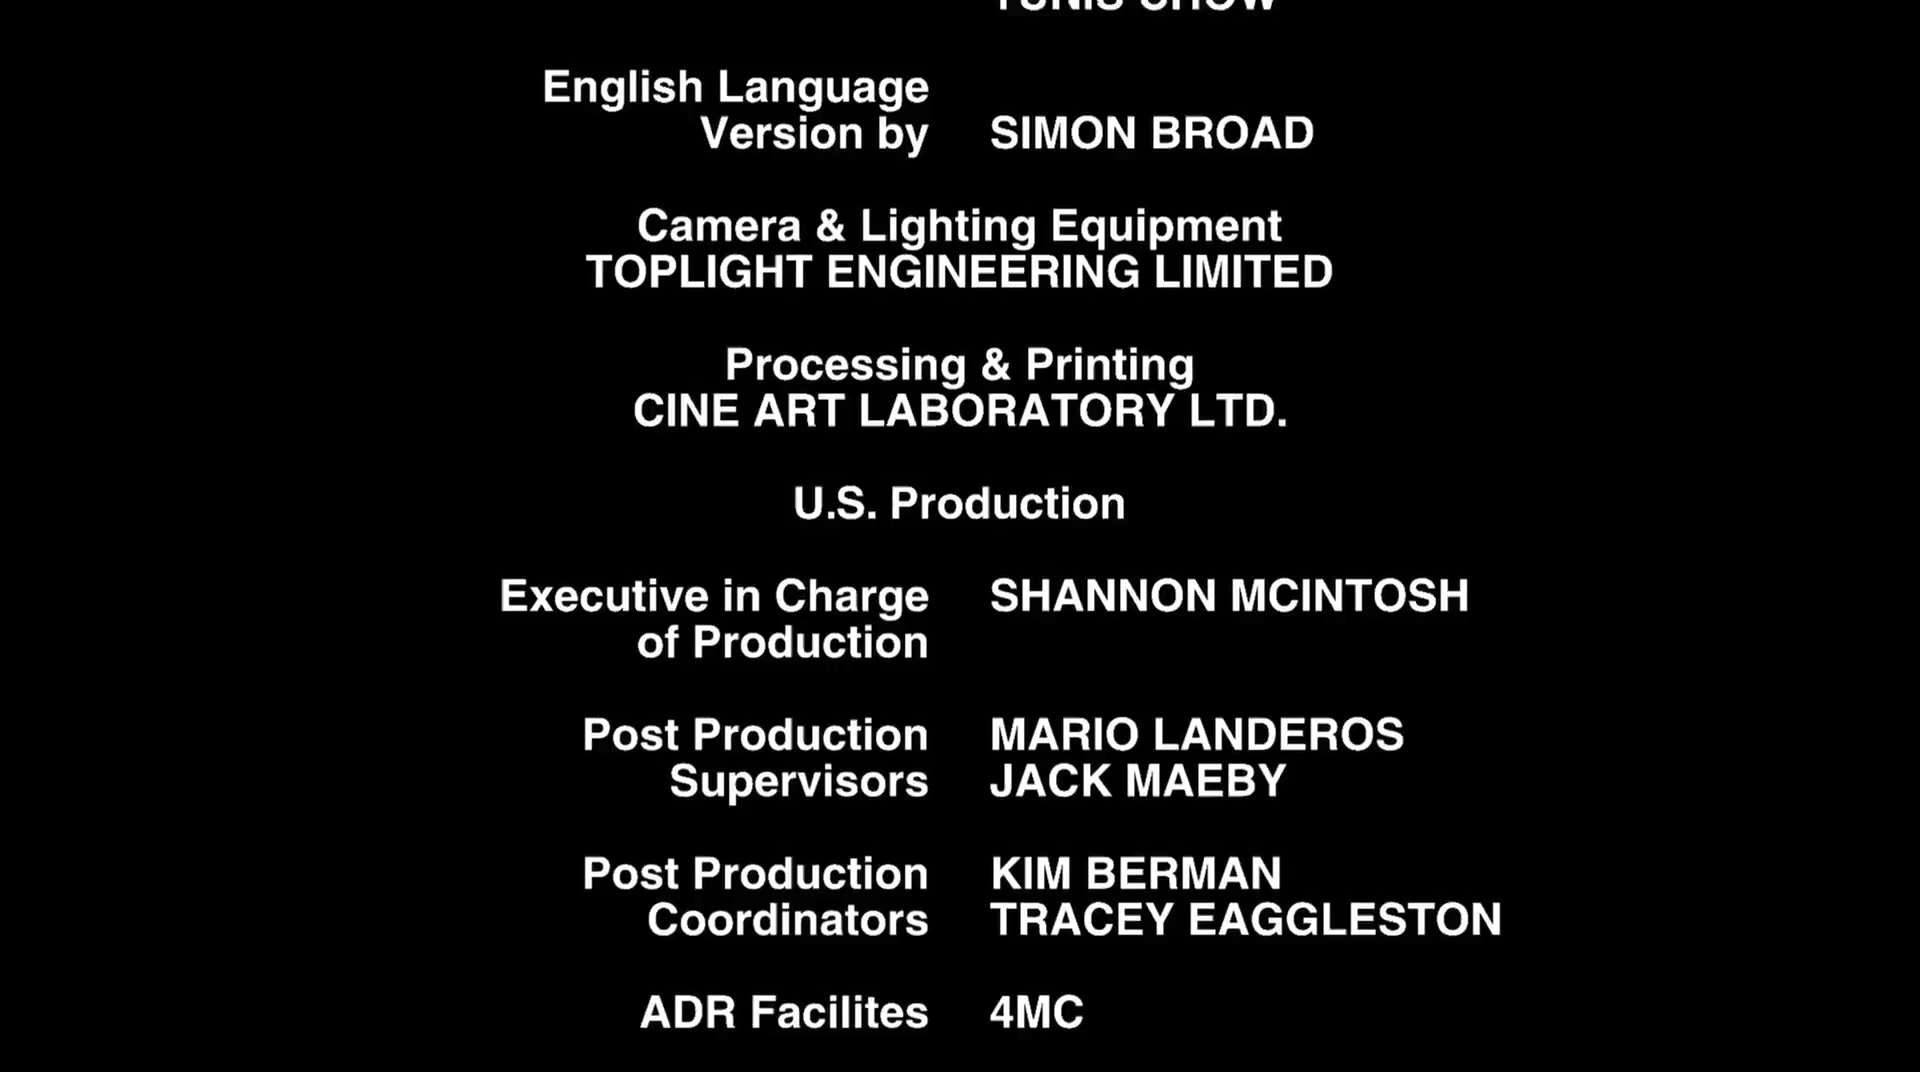 English Language
Version by SIMON BROAD
Camera & Lighting Equipment
TOPLIGHT ENGINEERING LIMITED
Processing & Printing
CINE ART LABORATORY LTD.
U.S. Production
Executive in Charge SHANNON MCINTOSH
of Production
Post Production MARIO LANDEROS
Supervisors JACK MAEBY
Post Production KIM BERMAN
Coordinators TRACEY EAGGLESTON
ADR Facilites 4MC